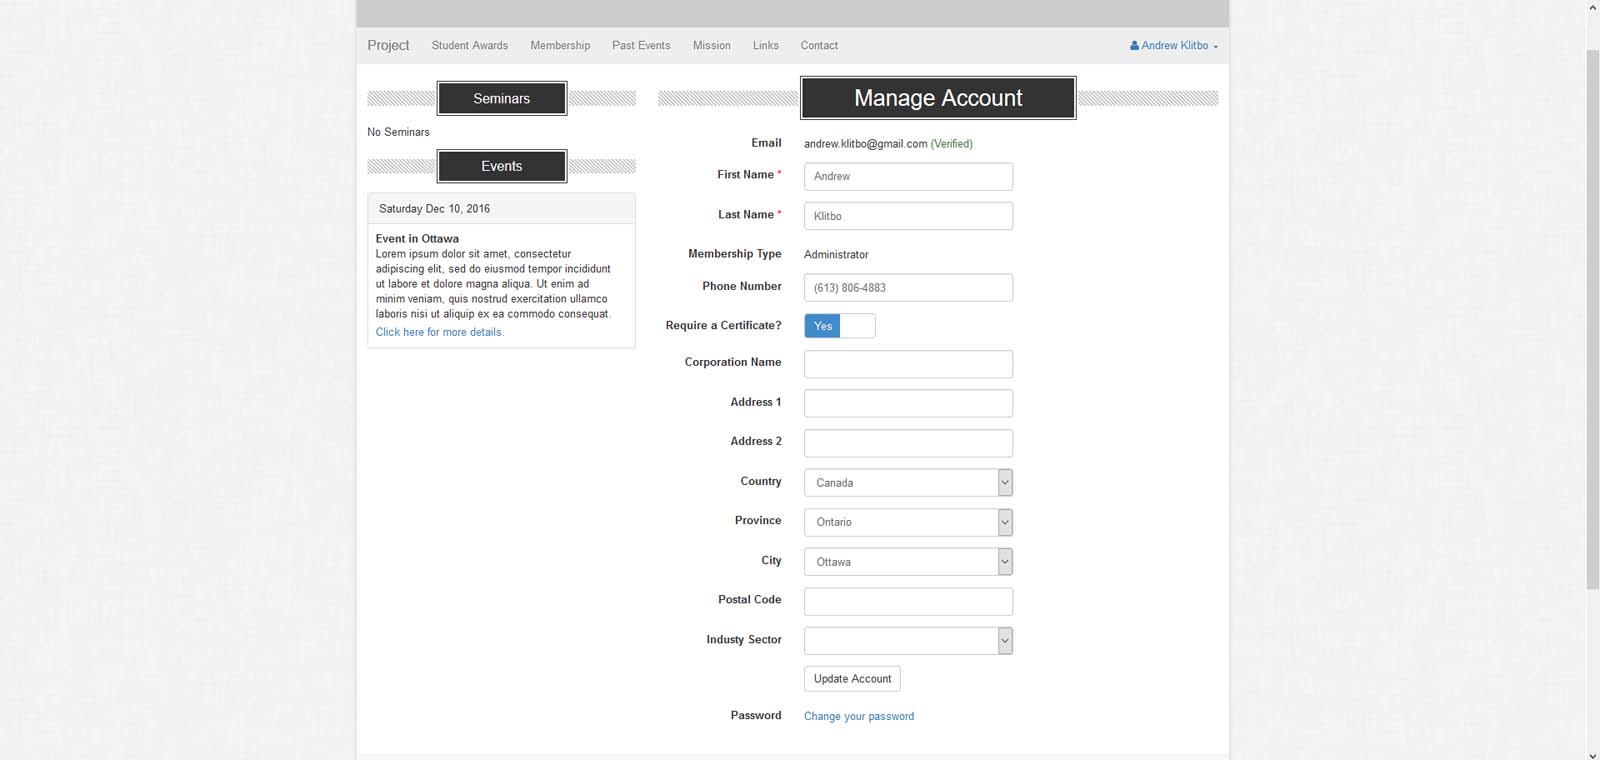 Project Student Awards Membership Past Events Mission Links Contact Andrew Klitbo
Seminars
No Seminars
Events
Saturday Dec 10, 2016
Event in Ottawa
Lorem ipsum dolor sit amet, consectetur
adipiscing elit, sed do eiusmod tempor incididunt
ut labore et dolore magna aliqua. Ut enim ad
minim veniam, quis nostrud exercitation ullamco
laboris nisi ut aliquip ex ea commodo consequat.
Click here for more details.
Manage Account
Email andrew.klitbo@gmail.com (Verified)
First Name * Andrew
Last Name * Klitbo
Membership Type Administrator
Phone Number (613) 806-4883
Require a Certificate? Yes
Corporation Name
Address 1
Address 2
Country Canada
Province Ontario
City Ottawa
Postal Code
Industy Sector
Update Account
Password Change your password